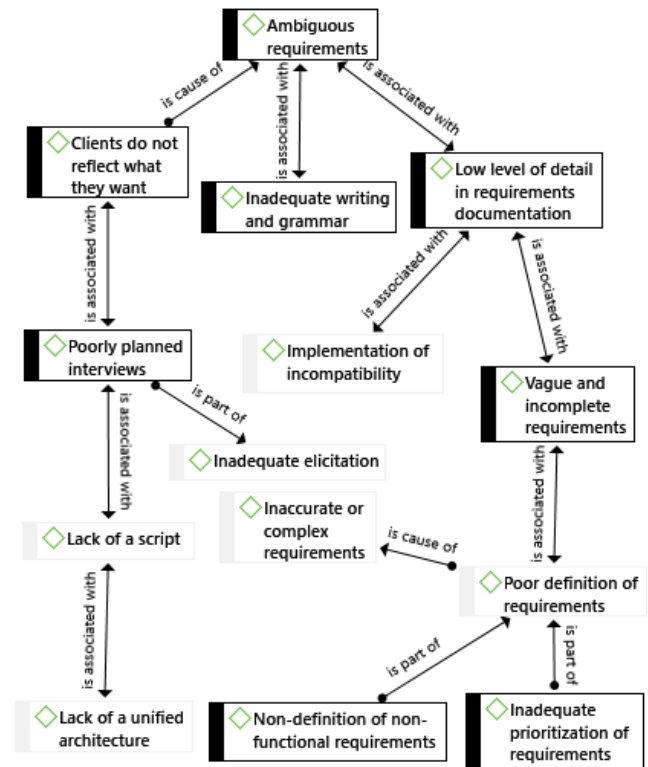 Ambiguous
requirements
is cause of
is associated with
is associated with
Clients do not
reflect what
they want
Inadequate writing
and grammar
Low level of detail
in requirements
documentation
is associated with
is associated with
is associated with
Poorly planned
interviews
Implementation of
incompatibility
Vague and
incomplete
requirements
is associated with
is part of
Inadequate elicitation
is associated with
Lack of a script
Inaccurate or
complex
requirements
is cause of
Poor definition of
requirements
is associated with
is part of
is part of
Lack of a unified
architecture
Non-definition of non-
functional requirements
Inadequate
prioritization of
requirements